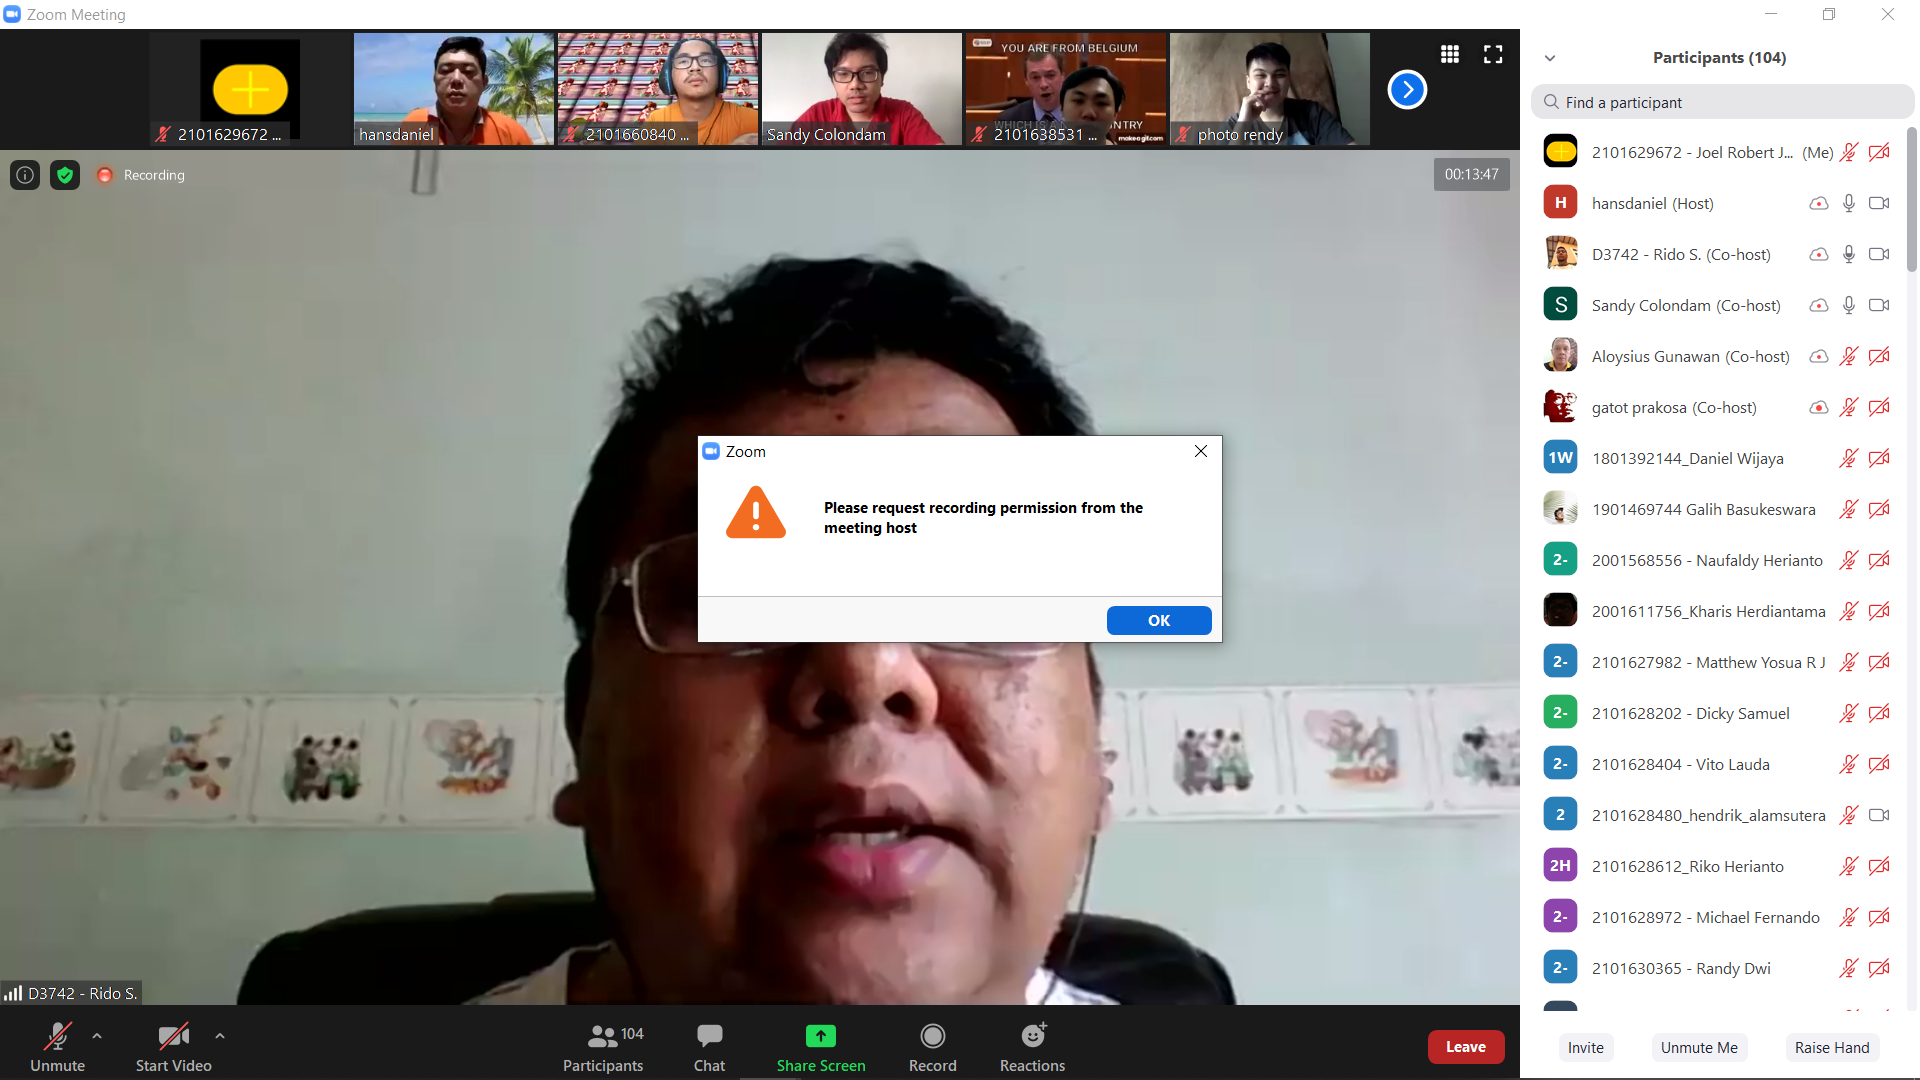 Zoom Meeting
2101629672 ...
hansdaniel
2101660840 ...
Sandy Colondam
YOU ARE FROM BELGIUM
WHICH IS A
NTRY
makeagif.com
2101638531 ...
photo rendy
Recording
00:13:47
Zoom
Please request recording permission from the
meeting host
OK
D3742 - Rido S.
Unmute
Start Video
104
Participants
Chat
Share Screen
Record
Reactions
Leave
Participants (104)
Find a participant
2101629672 - Joel Robert J... (Me)
H
hansdaniel (Host)
D3742 - Rido S. (Co-host)
S
Sandy Colondam (Co-host)
Aloysius Gunawan (Co-host)
gatot prakosa (Co-host)
1W
1801392144_Daniel Wijaya
1901469744 Galih Basukeswara
2-
2001568556 - Naufaldy Herianto
2001611756_Kharis Herdiantama
2-
2101627982 - Matthew Yosua R J
2-
2101628202 - Dicky Samuel
2-
2101628404 - Vito Lauda
2
2101628480_hendrik_alamsutera
2H
2101628612_Riko Herianto
2-
2101628972 - Michael Fernando
2-
2101630365 - Randy Dwi
Invite
Unmute Me
Raise Hand